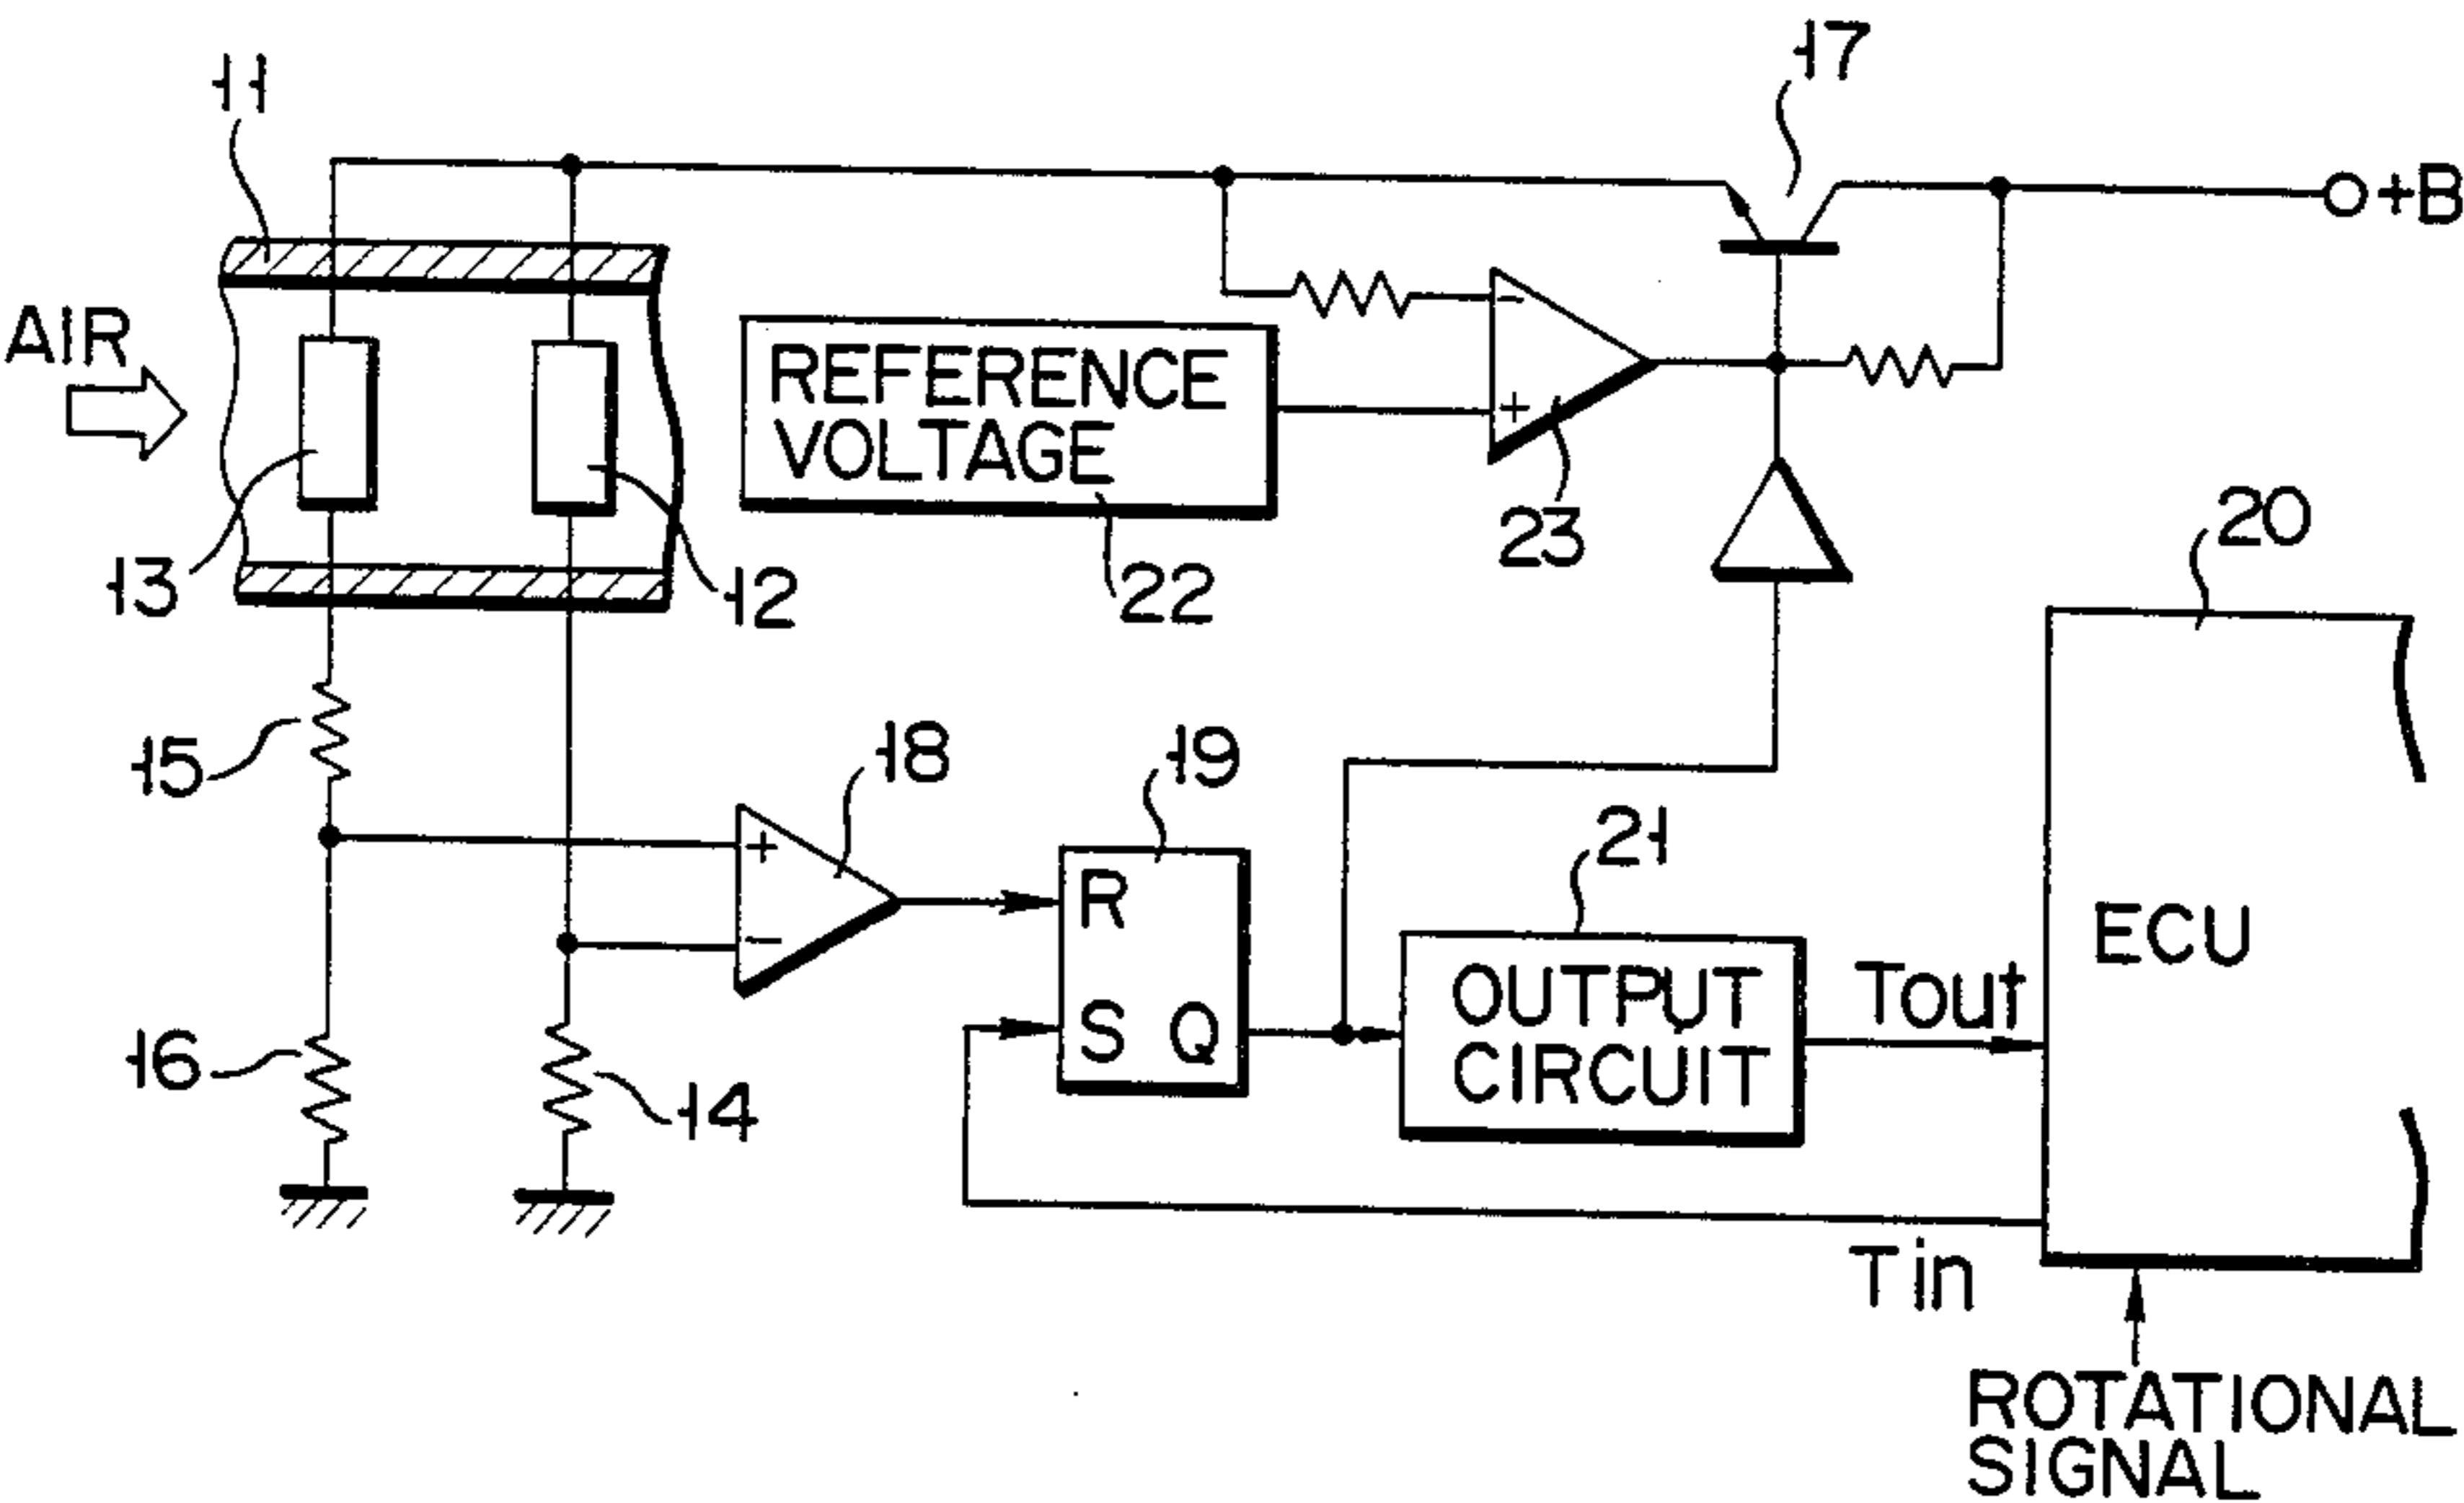 17
11
+B
AIR
REFERENCE
VOLTAGE
-
+
23
20
13
12
22
15
18
19
21
+
-
R
S Q
ECU
OUTPUT
CIRCUIT
Tout
16
14
Tin
ROTATIONAL
SIGNAL